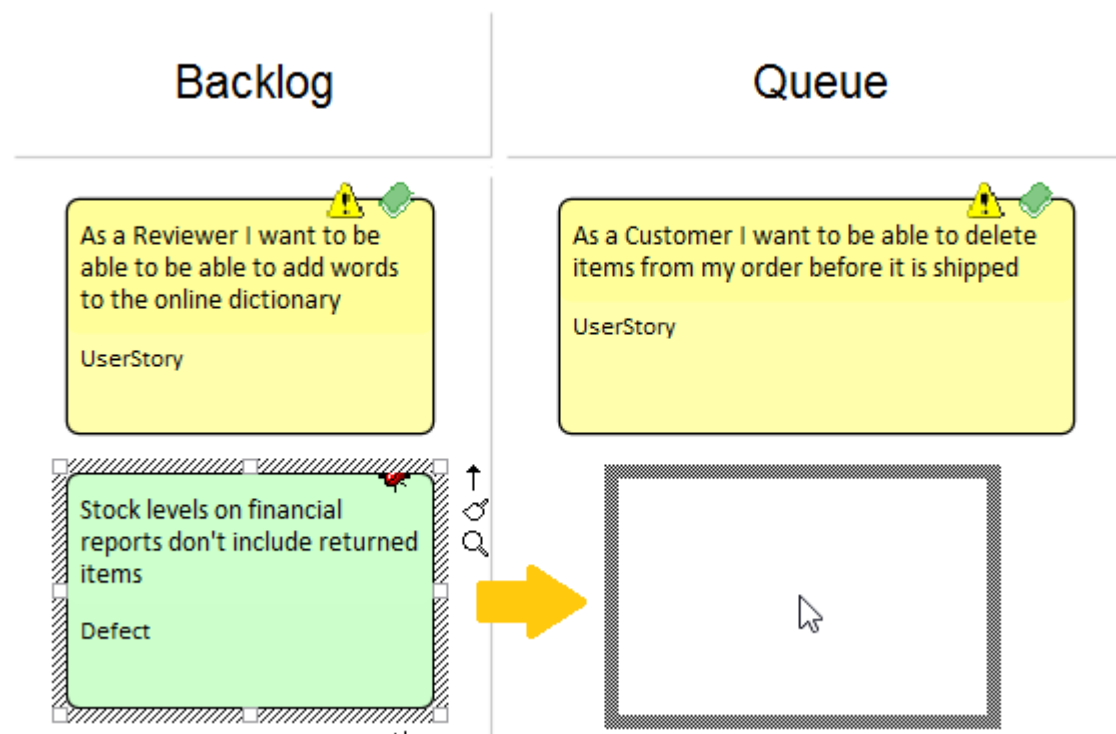 Backlog
Queue
As a Reviewer I want to be
able to be able to add words
to the online dictionary
UserStory
As a Customer I want to be able to delete
items from my order before it is shipped
UserStory
Stock levels on financial
reports don't include returned
items
Defect